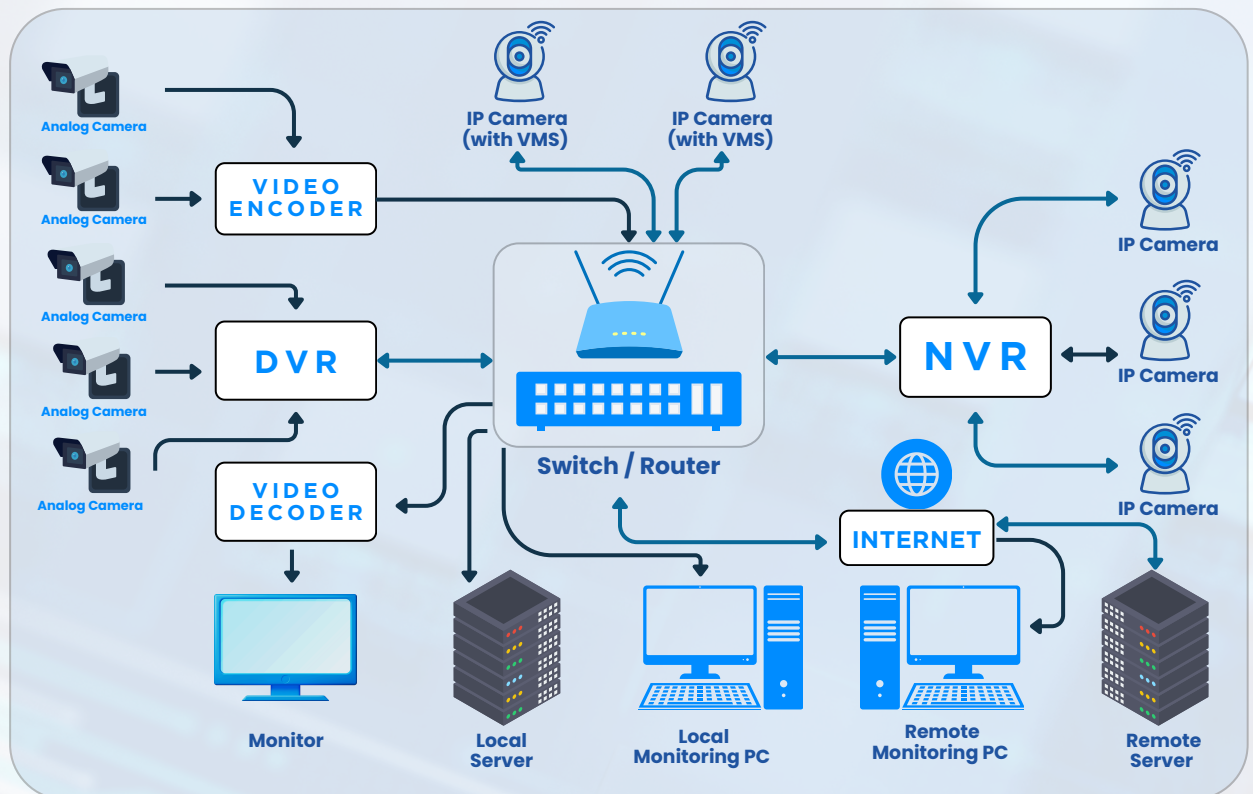 Analog Camera
Analog Camera
Analog Camera
Analog Camera
Analog Camera
VIDEO
ENCODER
DVR
VIDEO
DECODER
IP Camera
(with VMS)
IP Camera
(with VMS)
Switch / Router
NVR
IP Camera
IP Camera
IP Camera
INTERNET
Monitor
Local
Server
Local
Monitoring PC
Remote
Monitoring PC
Remote
Server